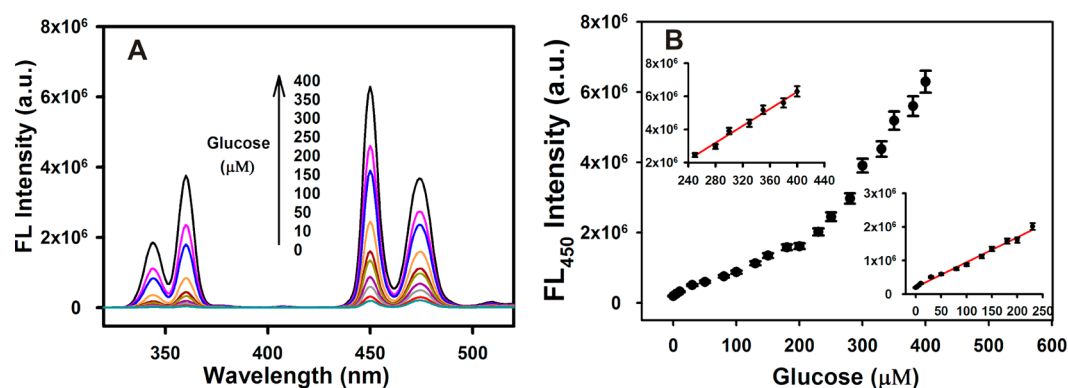 A
FL Intensity (a.u.)
8x10⁶
6x10⁶
4x10⁶
2x10⁶
0
Glucose
(μM)
400
350
300
250
200
150
100
50
10
0
350 400 450 500
Wavelength (nm)
B
FL₄₅₀ Intensity (a.u.)
8x10⁶
6x10⁶
4x10⁶
2x10⁶
0
8x10⁶
6x10⁶
4x10⁶
2x10⁶
240 280 320 360 400 440
3x10⁶
2x10⁶
1x10⁶
0
0 50 100 150 200 250
0 100 200 300 400 500 600
Glucose (μM)